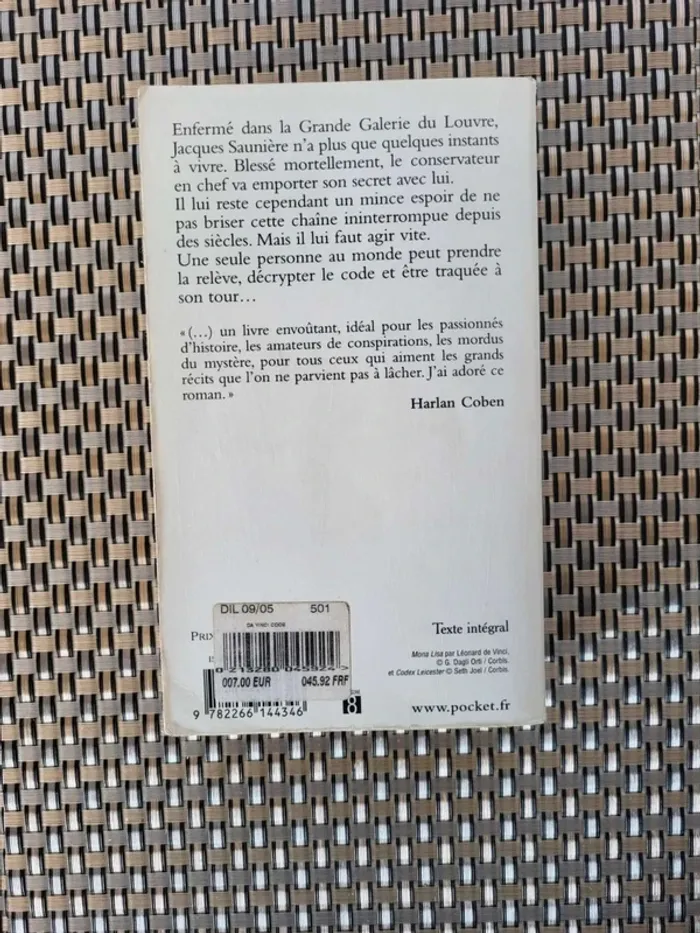 Enfermé dans la Grande Galerie du Louvre,
Jacques Saunière n'a plus que quelques instants
à vivre. Blessé mortellement, le conservateur
en chef va emporter son secret avec lui.
Il lui reste cependant un mince espoir de ne
pas briser cette chaîne ininterrompue depuis
des siècles. Mais il lui faut agir vite.
Une seule personne au monde peut prendre
la relève, décrypter le code et être traquée à
son tour…
« (…) un livre envoûtant, idéal pour les passionnés
d'histoire, les amateurs de conspirations, les mordus
du mystère, pour tous ceux qui aiment les grands
récits que l'on ne parvient pas à lâcher. J'ai adoré ce
roman. »
Harlan Coben
DIL 09/05 501
DA VINCI CODE
PRIX
007.00 EUR 045.92 FRF
9 782266 144346
8
Texte intégral
Mona Lisa par Léonard de Vinci,
© G. Dagli Orti / Corbis.
et Codex Leicester © Seth Joel / Corbis.
www.pocket.fr